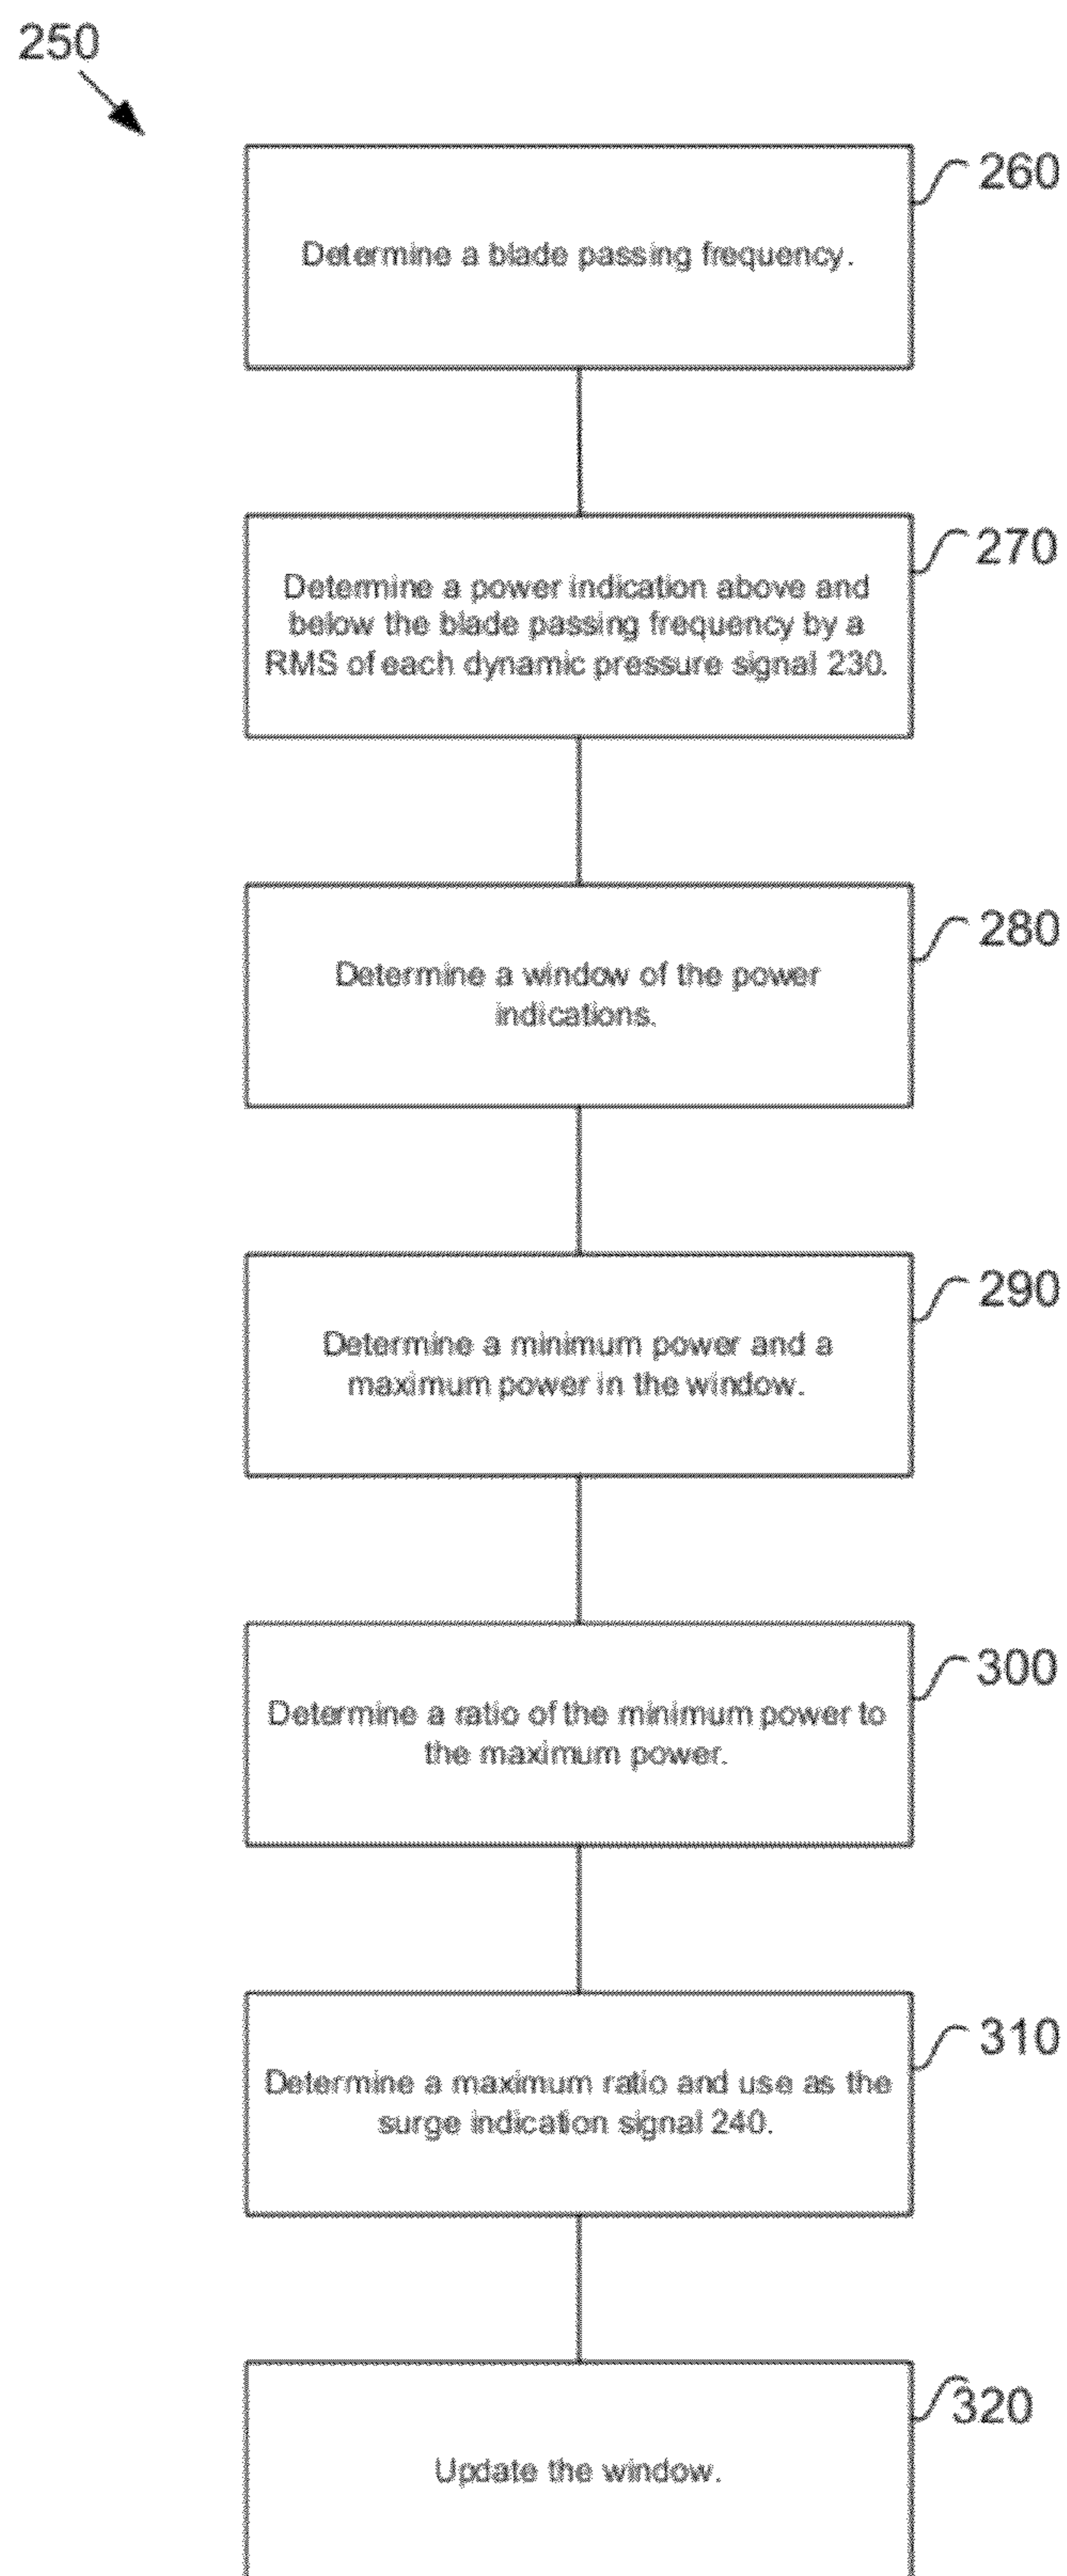 250
260
Determine a blade passing frequency.
270
Determine a power indication above and
below the blade passing frequency by a
RMS of each dynamic pressure signal 230.
280
Determine a window of the power
indications.
290
Determine a minimum power and a
maximum power in the window.
300
Determine a ratio of the minimum power to
the maximum power.
310
Determine a maximum ratio and use as the
surge indication signal 240.
320
Update the window.